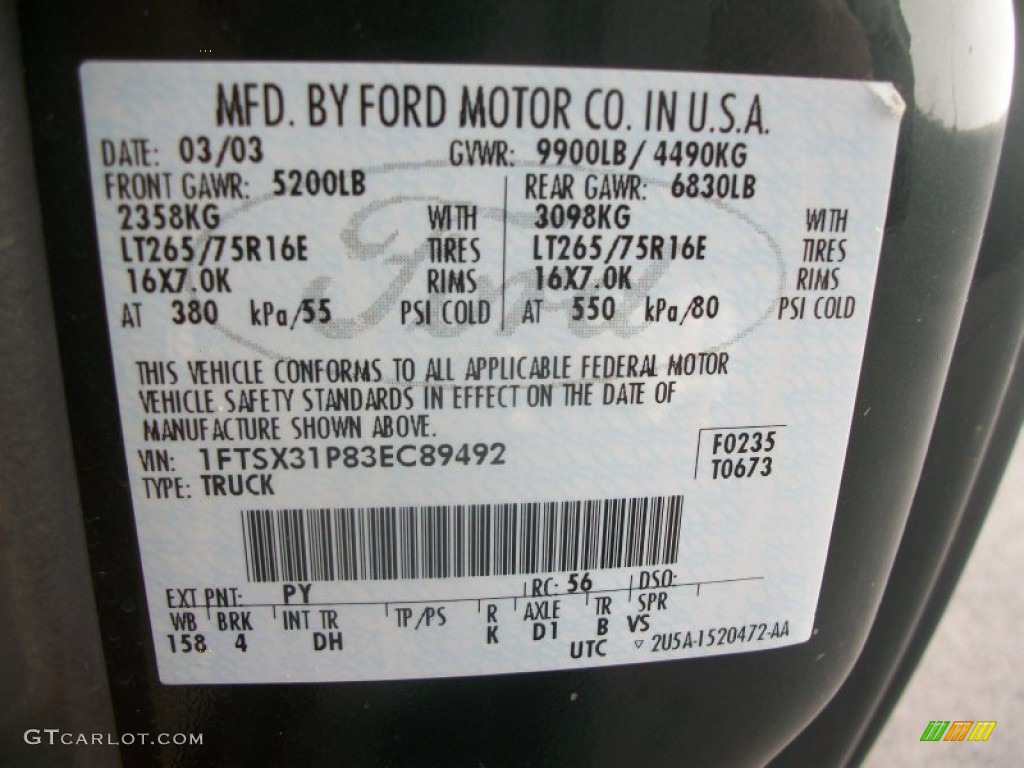 MFD. BY FORD MOTOR CO. IN U.S.A.
DATE: 03/03 GVWR: 9900LB/ 4490KG
FRONT GAWR: 5200LB REAR GAWR: 6830LB
2358KG WITH 3098KG WITH
LT265/75R16E TIRES LT265/75R16E TIRES
16X7.0K RIMS 16X7.0K RIMS
AT 380 kPa/55 PSI COLD AT 550 kPa/80 PSI COLD
Ford
THIS VEHICLE CONFORMS TO ALL APPLICABLE FEDERAL MOTOR
VEHICLE SAFETY STANDARDS IN EFFECT ON THE DATE OF
MANUFACTURE SHOWN ABOVE.
VIN: 1FTSX31P83EC89492 F0235
TYPE: TRUCK T0673
EXT PNT: PY RC: 56 DSO:
WB BRK INT TR TP/PS R AXLE TR SPR
158 4 DH K D1 B VS
UTC ▽ 2U5A-1520472-AA
GTCARLOT.COM